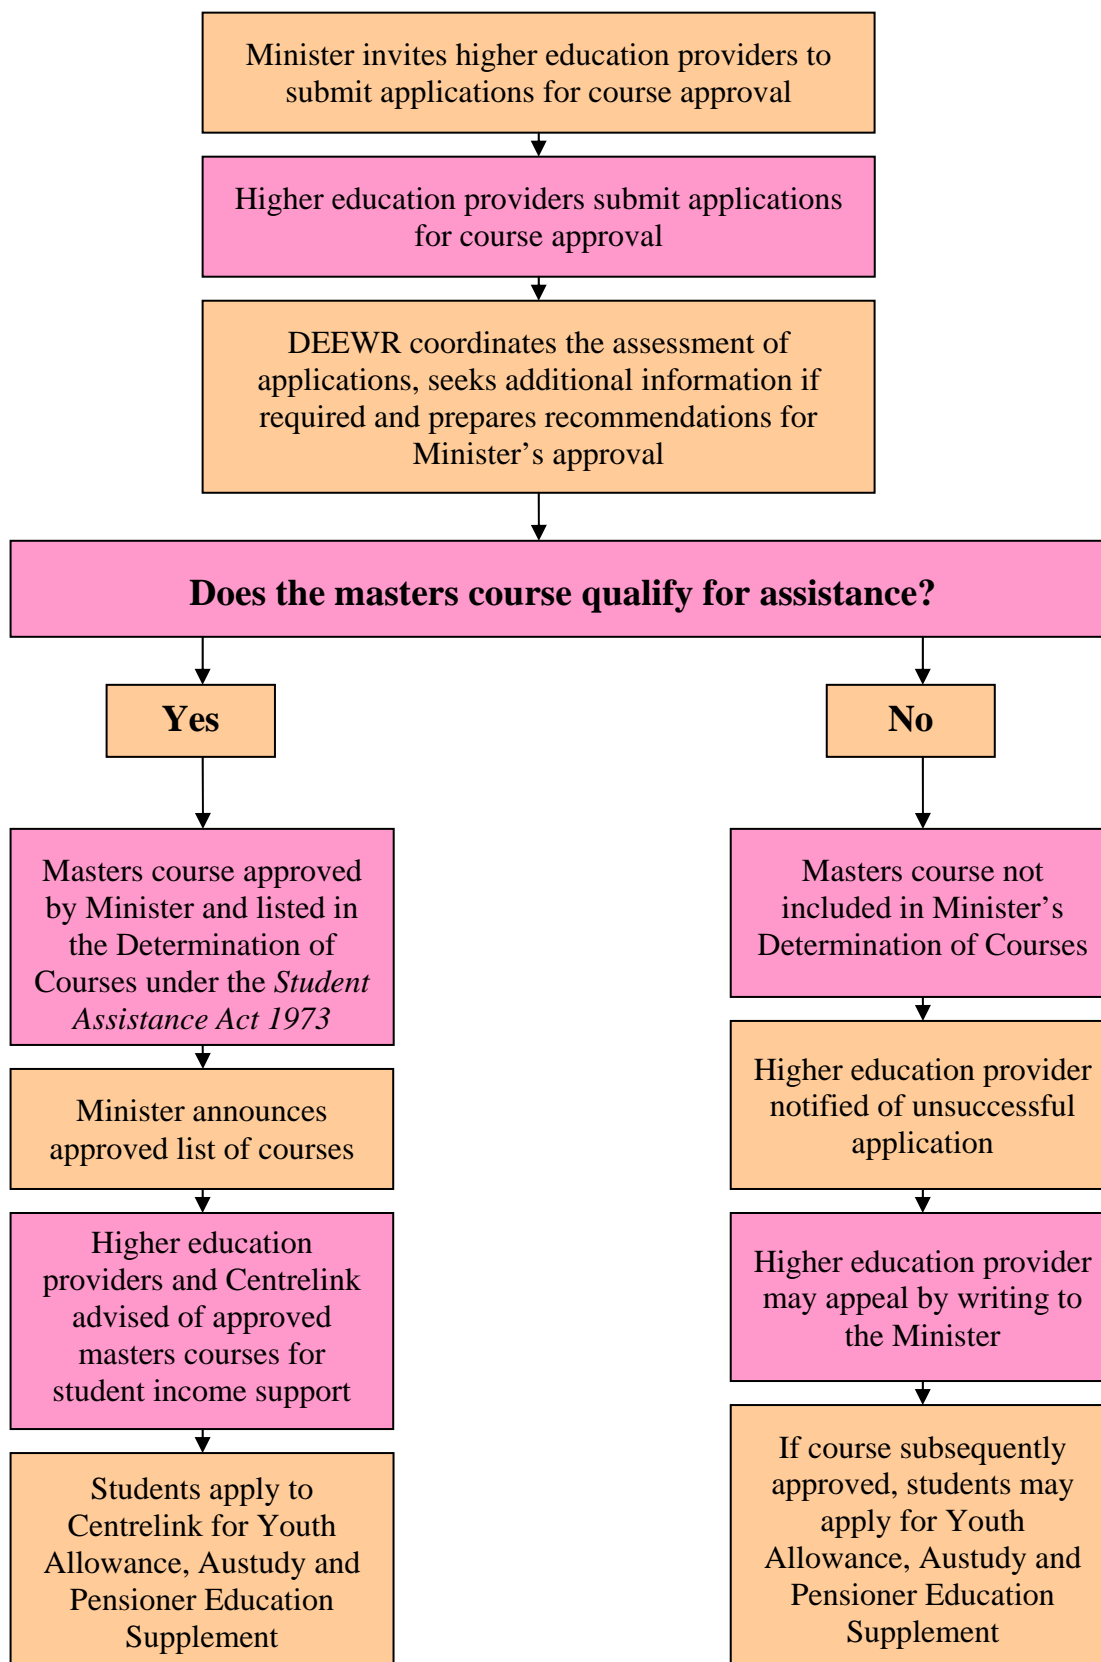 Minister invites higher education providers to
submit applications for course approval
Higher education providers submit applications
for course approval
DEEWR coordinates the assessment of
applications, seeks additional information if
required and prepares recommendations for
Minister’s approval
Does the masters course qualify for assistance?
Yes
No
Masters course approved
by Minister and listed in
the Determination of
Courses under the Student
Assistance Act 1973
Minister announces
approved list of courses
Higher education
providers and Centrelink
advised of approved
masters courses for
student income support
Students apply to
Centrelink for Youth
Allowance, Austudy and
Pensioner Education
Supplement
Masters course not
included in Minister’s
Determination of Courses
Higher education provider
notified of unsuccessful
application
Higher education provider
may appeal by writing to
the Minister
If course subsequently
approved, students may
apply for Youth
Allowance, Austudy and
Pensioner Education
Supplement